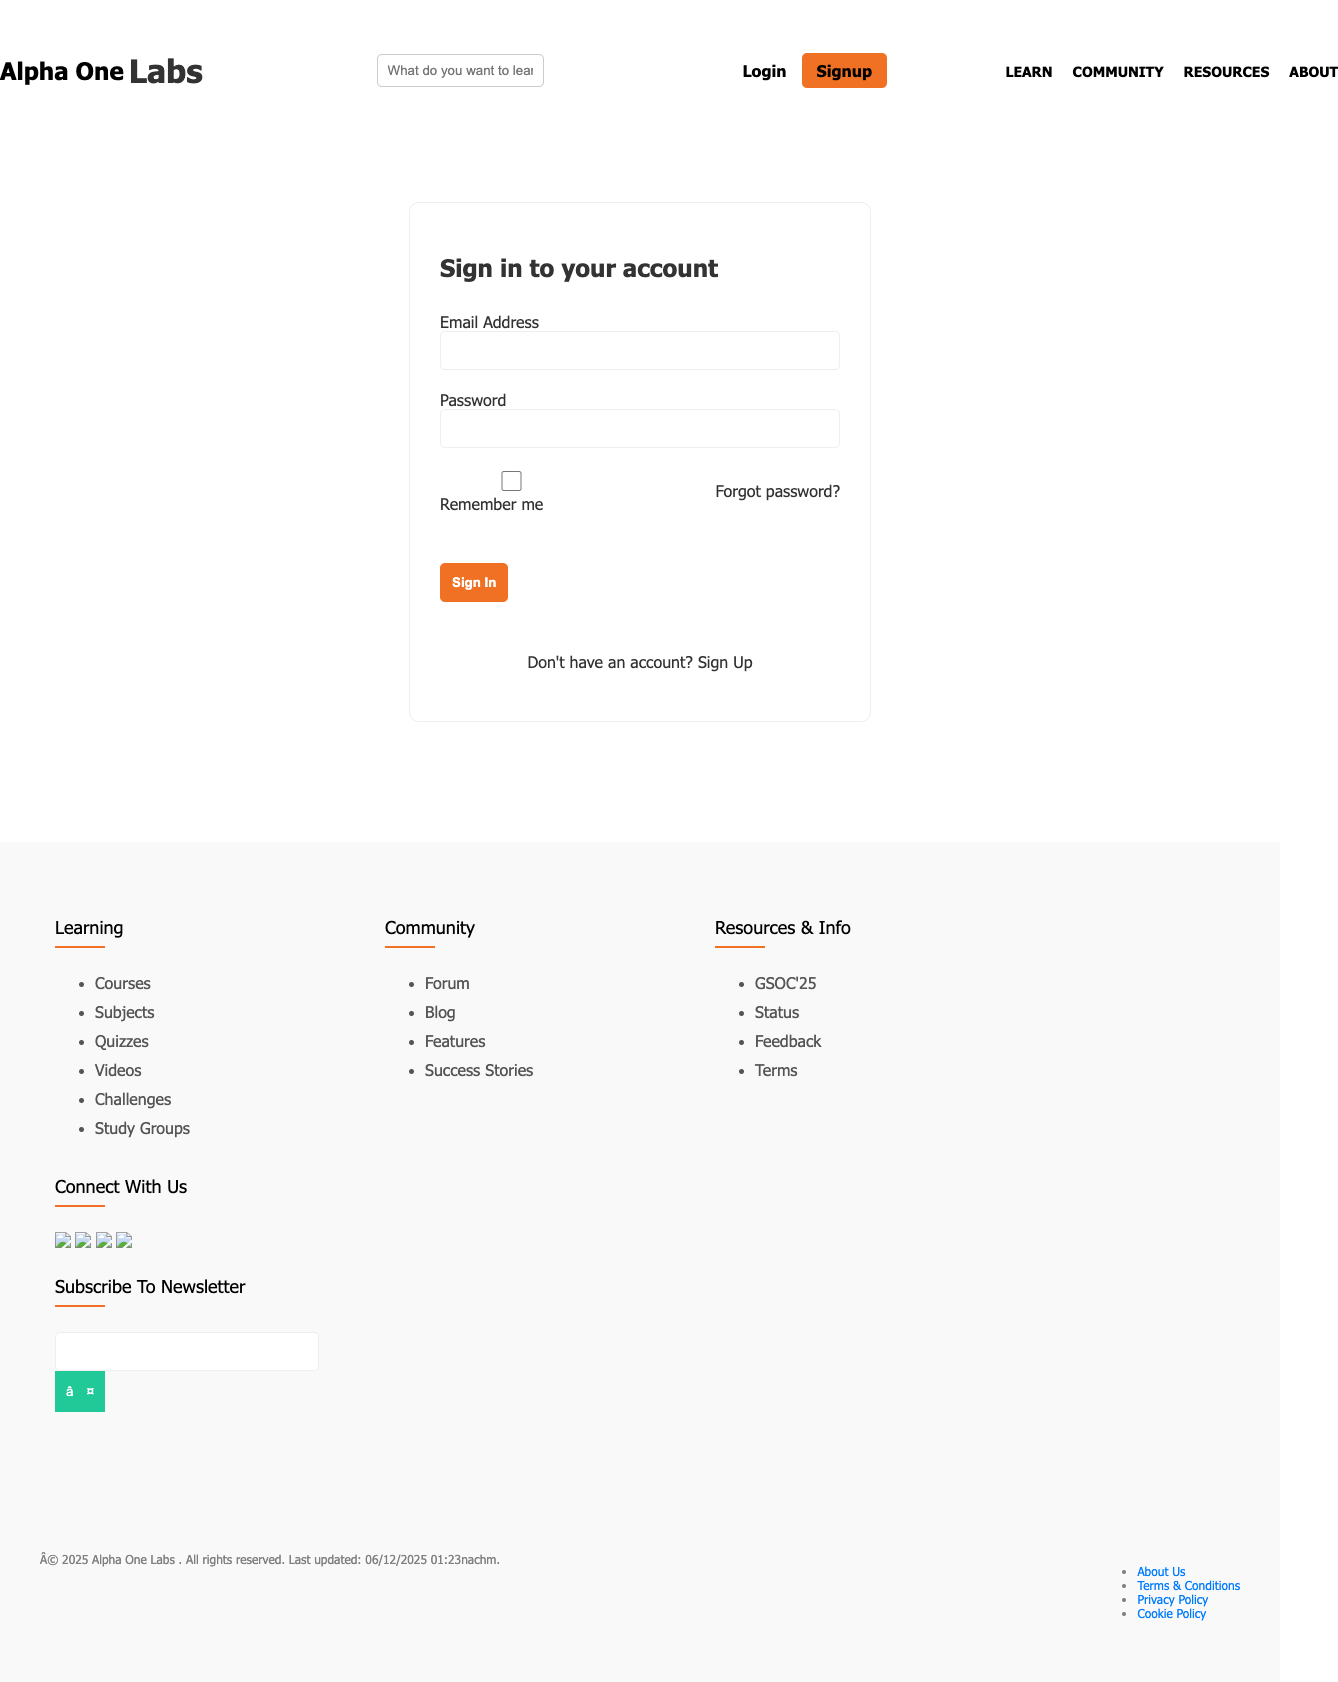 Alpha One Labs
What do you want to lear
Login Signup
LEARN COMMUNITY RESOURCES ABOUT
Sign in to your account
Email Address
Password
Remember me
Forgot password?
Sign In
Don't have an account? Sign Up
Learning
• Courses
• Subjects
• Quizzes
• Videos
• Challenges
• Study Groups
Community
• Forum
• Blog
• Features
• Success Stories
Resources & Info
• GSOC'25
• Status
• Feedback
• Terms
Connect With Us
Subscribe To Newsletter
â ¤
Â© 2025 Alpha One Labs . All rights reserved. Last updated: 06/12/2025 01:23nachm.
• About Us
• Terms & Conditions
• Privacy Policy
• Cookie Policy